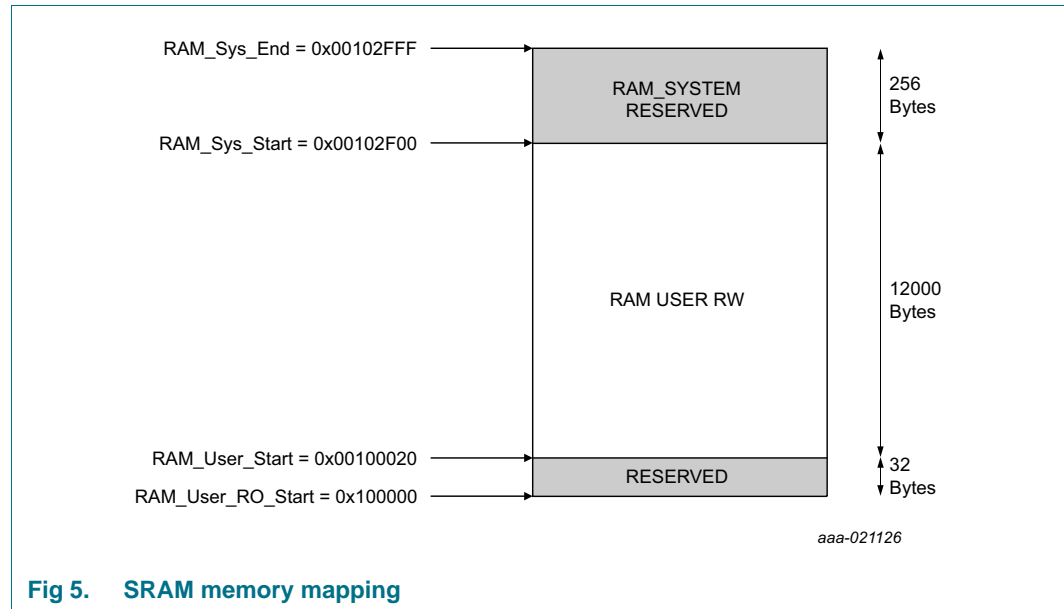 RAM_Sys_End = 0x00102FFF
RAM_SYSTEM
RESERVED
256
Bytes
RAM_Sys_Start = 0x00102F00
RAM USER RW
12000
Bytes
RAM_User_Start = 0x00100020
RESERVED
32
Bytes
RAM_User_RO_Start = 0x100000
aaa-021126
Fig 5. SRAM memory mapping